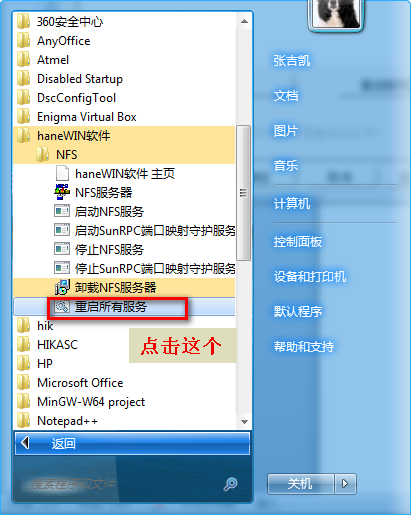 360安全中心
AnyOffice
Atmel
Disabled Startup
DscConfigTool
Enigma Virtual Box
haneWIN软件
NFS
haneWIN软件 主页
NFS服务器
启动NFS服务
启动SunRPC端口映射守护服务
停止NFS服务
停止SunRPC端口映射守护服务
卸载NFS服务器
重启所有服务
hik
HIKASC
HP
Microsoft Office
MinGW-W64 project
Notepad++
点击这个
返回
搜索程序和文件
张吉凯
文档
图片
音乐
计算机
控制面板
设备和打印机
默认程序
帮助和支持
关机